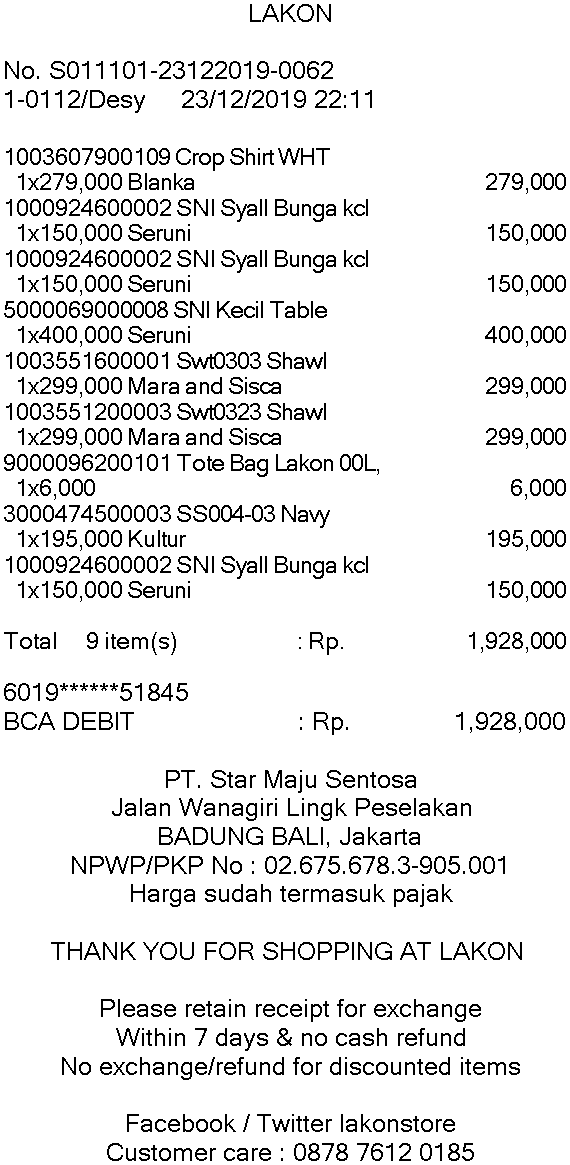 LAKON
No. S011101-23122019-0062
1-0112/Desy 23/12/2019 22:11
1003607900109 Crop Shirt WHT
1x279,000 Blanka 279,000
1000924600002 SNI Syall Bunga kcl
1x150,000 Seruni 150,000
1000924600002 SNI Syall Bunga kcl
1x150,000 Seruni 150,000
5000069000008 SNI Kecil Table
1x400,000 Seruni 400,000
1003551600001 Swt0303 Shawl
1x299,000 Mara and Sisca 299,000
1003551200003 Swt0323 Shawl
1x299,000 Mara and Sisca 299,000
9000096200101 Tote Bag Lakon 00L,
1x6,000 6,000
3000474500003 SS004-03 Navy
1x195,000 Kultur 195,000
1000924600002 SNI Syall Bunga kcl
1x150,000 Seruni 150,000
Total 9 item(s) : Rp. 1,928,000
6019******51845
BCA DEBIT : Rp. 1,928,000
PT. Star Maju Sentosa
Jalan Wanagiri Lingk Peselakan
BADUNG BALI, Jakarta
NPWP/PKP No : 02.675.678.3-905.001
Harga sudah termasuk pajak
THANK YOU FOR SHOPPING AT LAKON
Please retain receipt for exchange
Within 7 days & no cash refund
No exchange/refund for discounted items
Facebook / Twitter lakonstore
Customer care : 0878 7612 0185